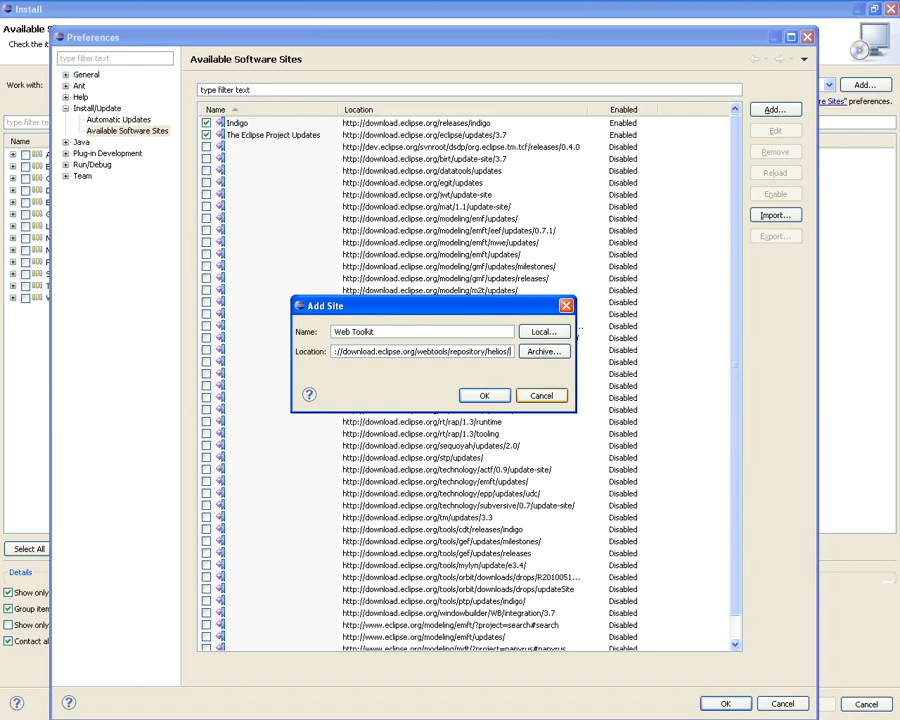 Install
Available S
Check the it
Work with:
Add...
re Sites" preferences.
type filter text
Name
Select All
Details
Show only
Group item
Show only
Contact all
Cancel
Preferences
type filter text
General
Ant
Help
Install/Update
Automatic Updates
Available Software Sites
Java
Plug-in Development
Run/Debug
Team
Available Software Sites
type filter text
Name Location Enabled
Indigo http://download.eclipse.org/releases/indigo Enabled
The Eclipse Project Updates http://download.eclipse.org/eclipse/updates/3.7 Enabled
http://dev.eclipse.org/svnroot/dsdp/org.eclipse.tm.tcf/releases/0.4.0 Disabled
http://download.eclipse.org/birt/update-site/3.7 Disabled
http://download.eclipse.org/datatools/updates Disabled
http://download.eclipse.org/egit/updates Disabled
http://download.eclipse.org/jwt/update-site Disabled
http://download.eclipse.org/mat/1.1/update-site/ Disabled
http://download.eclipse.org/modeling/emf/updates/ Disabled
http://download.eclipse.org/modeling/emft/eef/updates/0.7.1/ Disabled
http://download.eclipse.org/modeling/emft/mwe/updates/ Disabled
http://download.eclipse.org/modeling/emft/updates/ Disabled
http://download.eclipse.org/modeling/gmf/updates/milestones/ Disabled
http://download.eclipse.org/modeling/gmf/updates/releases/ Disabled
http://download.eclipse.org/modeling/m2t/updates/ Disabled
Add Site
Name: Web Toolkit Local...
Location: ://download.eclipse.org/webtools/repository/helios/ Archive...
OK
Cancel
Disabled
Disabled
Disabled
Disabled
Disabled
Disabled
Disabled
Disabled
Disabled
Disabled
http://download.eclipse.org/rt/rap/1.3/runtime Disabled
http://download.eclipse.org/rt/rap/1.3/tooling Disabled
http://download.eclipse.org/sequoyah/updates/2.0/ Disabled
http://download.eclipse.org/stp/updates/ Disabled
http://download.eclipse.org/technology/actf/0.9/update-site/ Disabled
http://download.eclipse.org/technology/emft/updates/ Disabled
http://download.eclipse.org/technology/epp/updates/udc/ Disabled
http://download.eclipse.org/technology/subversive/0.7/update-site/ Disabled
http://download.eclipse.org/tm/updates/3.3 Disabled
http://download.eclipse.org/tools/cdt/releases/indigo Disabled
http://download.eclipse.org/tools/gef/updates/milestones/ Disabled
http://download.eclipse.org/tools/gef/updates/releases Disabled
http://download.eclipse.org/tools/mylyn/update/e3.4/ Disabled
http://download.eclipse.org/tools/orbit/downloads/drops/R2010051... Disabled
http://download.eclipse.org/tools/orbit/downloads/drops/updateSite Disabled
http://download.eclipse.org/tools/ptp/updates/indigo/ Disabled
http://download.eclipse.org/windowbuilder/WB/integration/3.7 Disabled
http://www.eclipse.org/modeling/emft/?project=search#search Disabled
http://www.eclipse.org/modeling/emft/updates/ Disabled
http://www.eclipse.org/modeling/mdt/?project=papyrus#papyrus Disabled
Add...
Edit
Remove
Reload
Enable
Import...
Export...
OK
Cancel